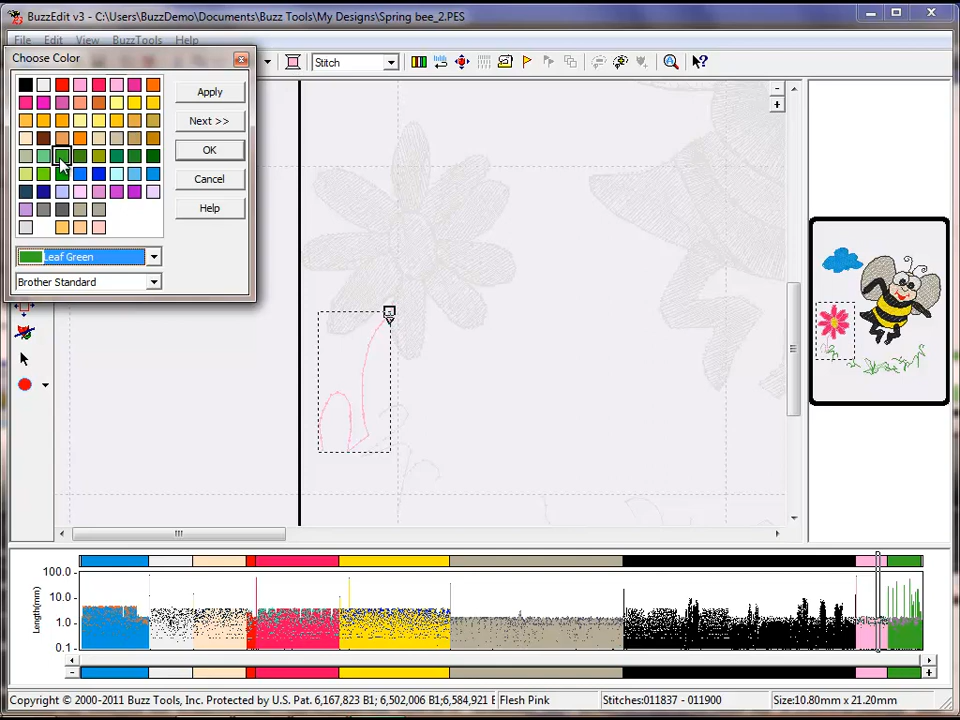 BuzzEdit v3 - C:\Users\BuzzDemo\Documents\Buzz Tools\My Designs\Spring bee_2.PES
File Edit View BuzzTools Help
Choose Color
Stitch
Apply
Next >>
OK
Cancel
Help
Leaf Green
Brother Standard
Length(mm)
100.0
10.0
1.0
0.1
Copyright © 2000-2011 Buzz Tools, Inc. Protected by U.S. Pat. 6,167,823 B1; 6,502,006 B1;6,584,921 E
Flesh Pink
Stitches:011837 - 011900
Size:10.80mm x 21.20mm